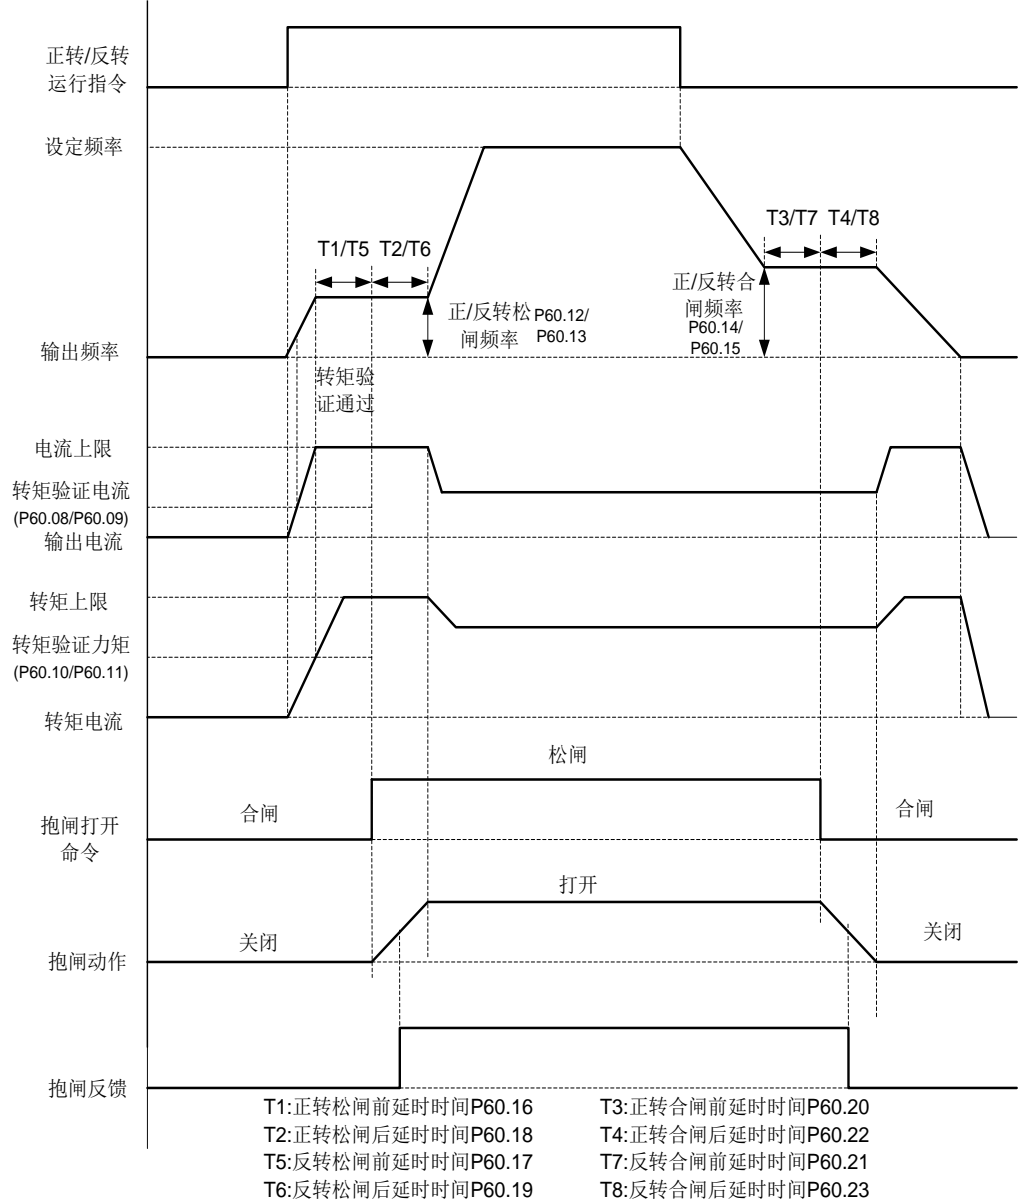 正转/反转
运行指令
设定频率
T3/T7 T4/T8
T1/T5 T2/T6
正/反转松
闸频率
P60.12/
P60.13
正/反转合
闸频率
P60.14/
P60.15
输出频率
转矩验
证通过
电流上限
转矩验证电流
(P60.08/P60.09)
输出电流
转矩上限
转矩验证力矩
(P60.10/P60.11)
转矩电流
松闸
合闸
合闸
抱闸打开
命令
打开
关闭
关闭
抱闸动作
抱闸反馈
T1:正转松闸前延时时间P60.16
T2:正转松闸后延时时间P60.18
T5:反转松闸前延时时间P60.17
T6:反转松闸后延时时间P60.19
T3:正转合闸前延时时间P60.20
T4:正转合闸后延时时间P60.22
T7:反转合闸前延时时间P60.21
T8:反转合闸后延时时间P60.23